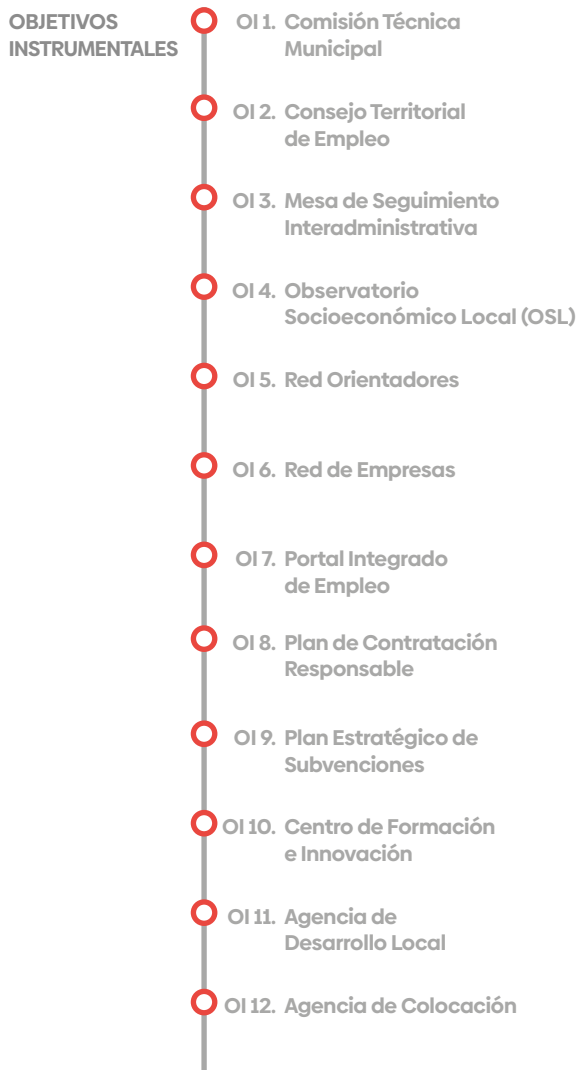 OBJETIVOS
INSTRUMENTALES
OI 1. Comisión Técnica
Municipal
OI 2. Consejo Territorial
de Empleo
OI 3. Mesa de Seguimiento
Interadministrativa
OI 4. Observatorio
Socioeconómico Local (OSL)
OI 5. Red Orientadores
OI 6. Red de Empresas
OI 7. Portal Integrado
de Empleo
OI 8. Plan de Contratación
Responsable
OI 9. Plan Estratégico de
Subvenciones
OI 10. Centro de Formación
e Innovación
OI 11. Agencia de
Desarrollo Local
OI 12. Agencia de Colocación